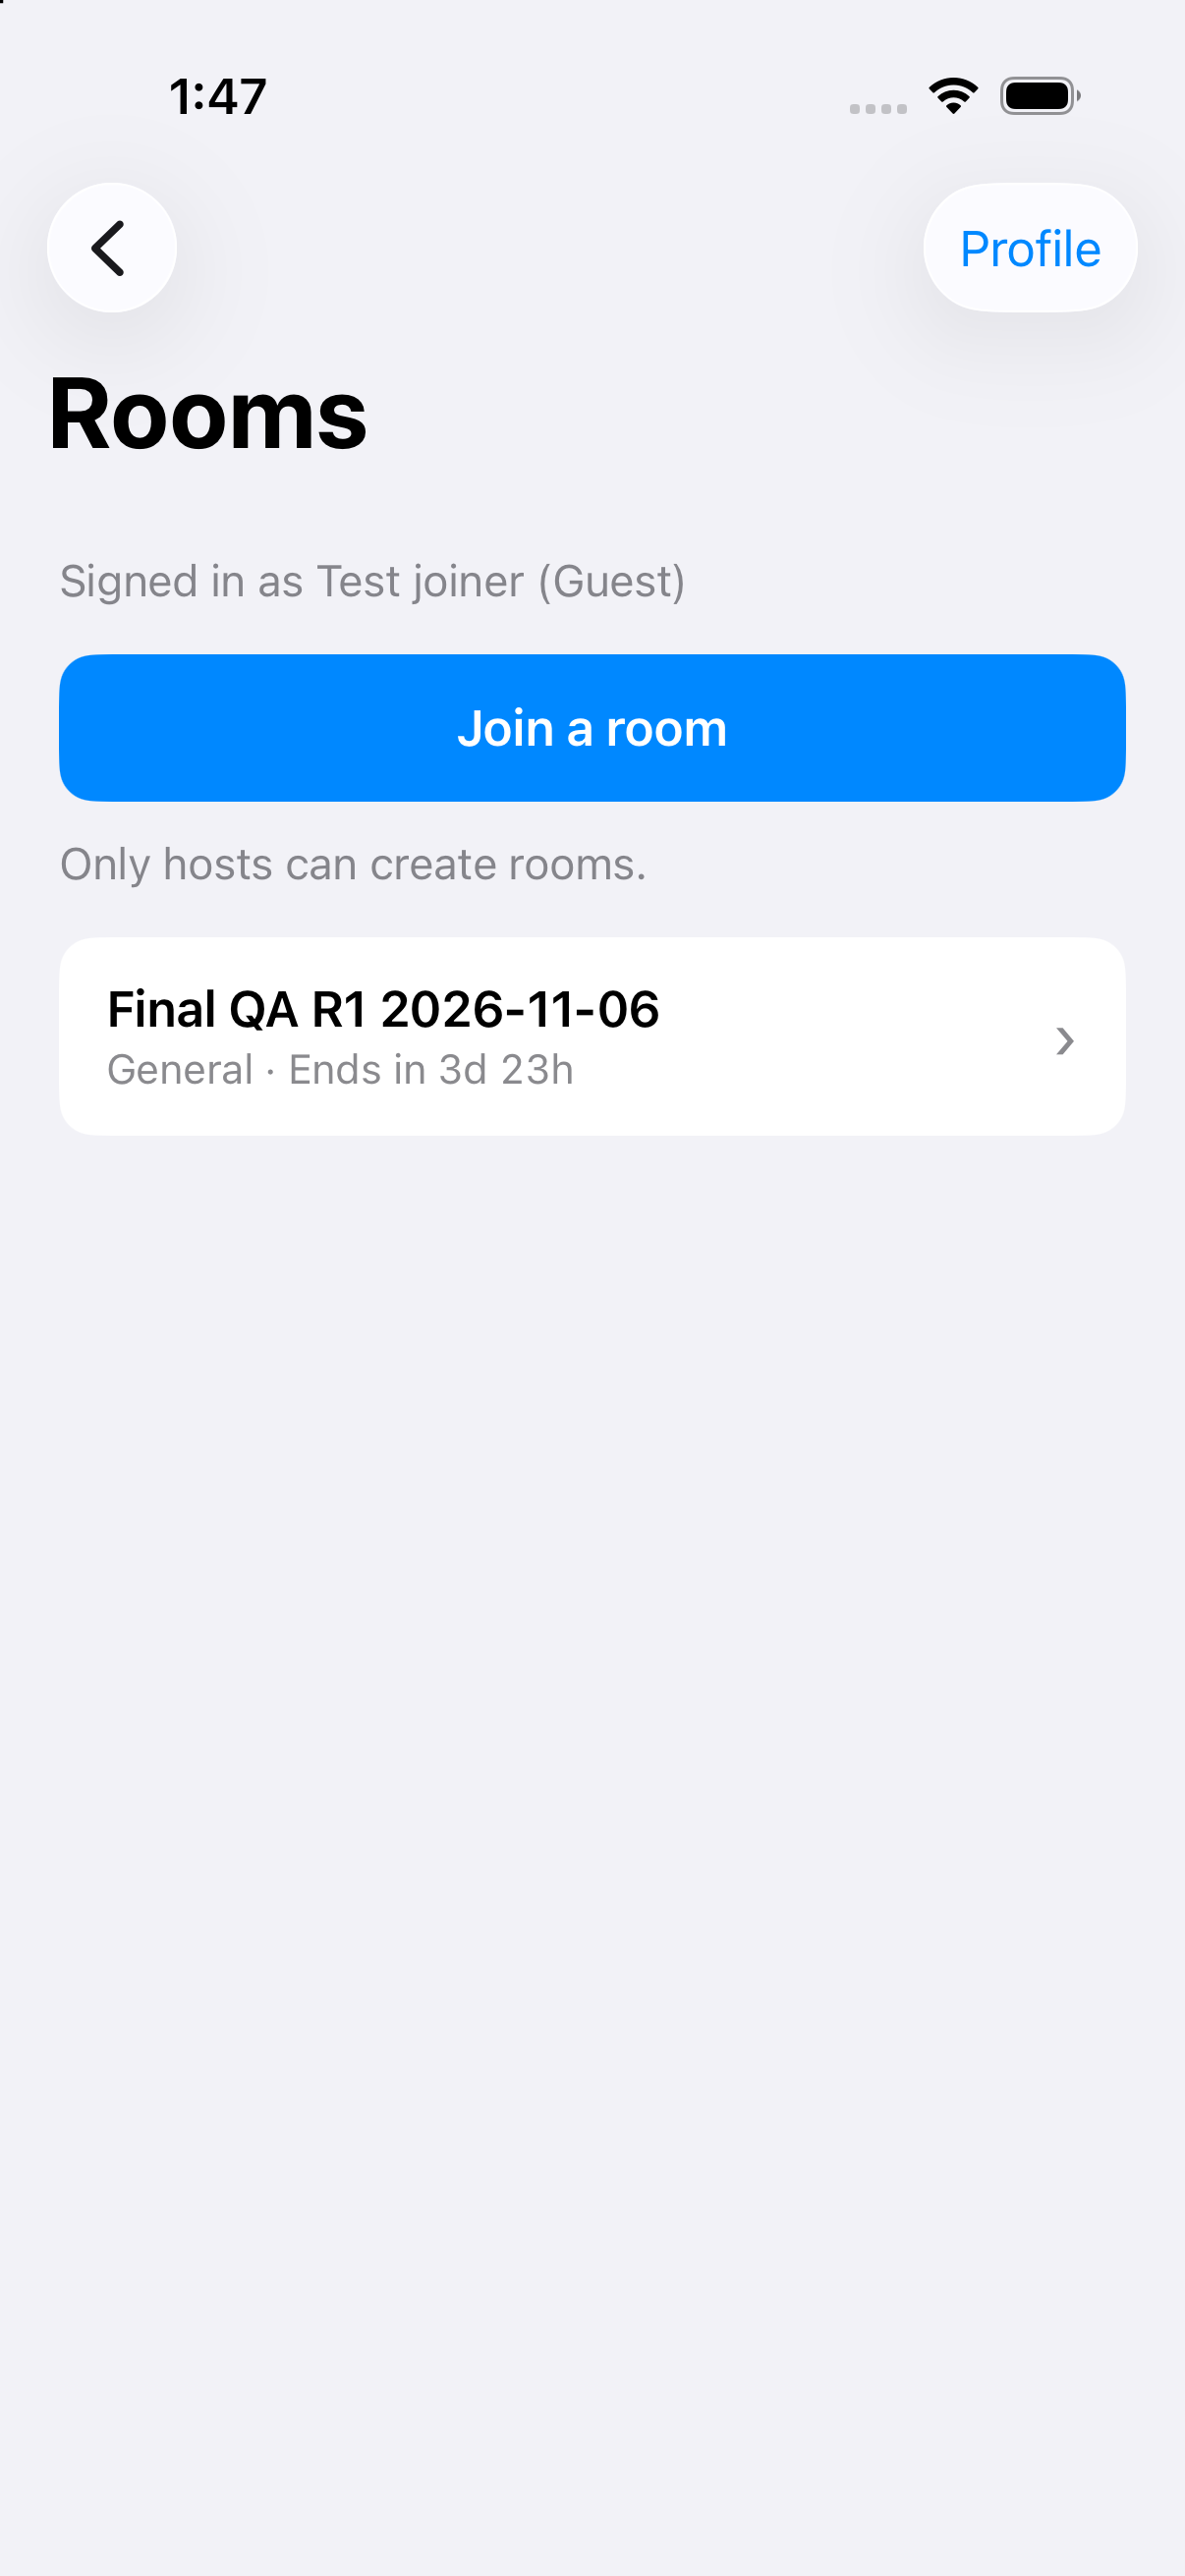 1:47
Profile
Rooms
Signed in as Test joiner (Guest)
Join a room
Only hosts can create rooms.
Final QA R1 2026-11-06
General · Ends in 3d 23h